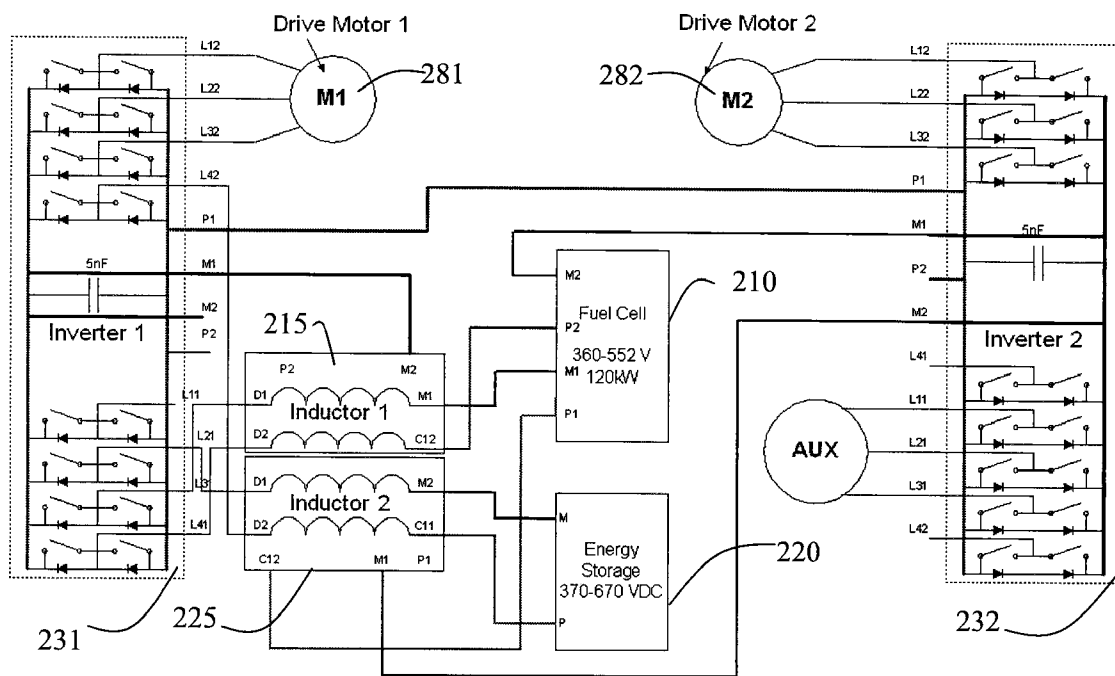 Drive Motor 1
Drive Motor 2
L12
M1
281
282
M2
L12
L22
L22
L32
L32
L42
P1
P1
M1
5nF
M1
5nF
M2
P2
M2
P2
Inverter 1
215
M2
Fuel Cell
360-552 V
120kW
P2
M1
P1
210
M2
Inverter 2
P2
M2
L11
D1
Inductor 1
M1
D2
C12
L21
L31
L41
D1
Inductor 2
M2
D2
C11
C12
M1
P1
M
Energy
Storage
370-670 VDC
P
220
L41
L11
AUX
L21
L31
L42
231
225
232